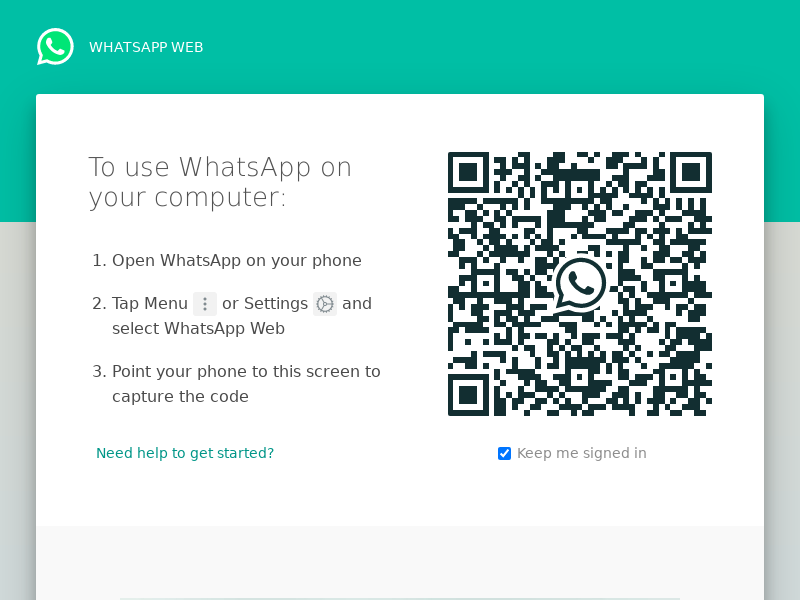 WHATSAPP WEB
To use WhatsApp on
your computer:
1. Open WhatsApp on your phone
2. Tap Menu or Settings and
select WhatsApp Web
3. Point your phone to this screen to
capture the code
Need help to get started?
Keep me signed in